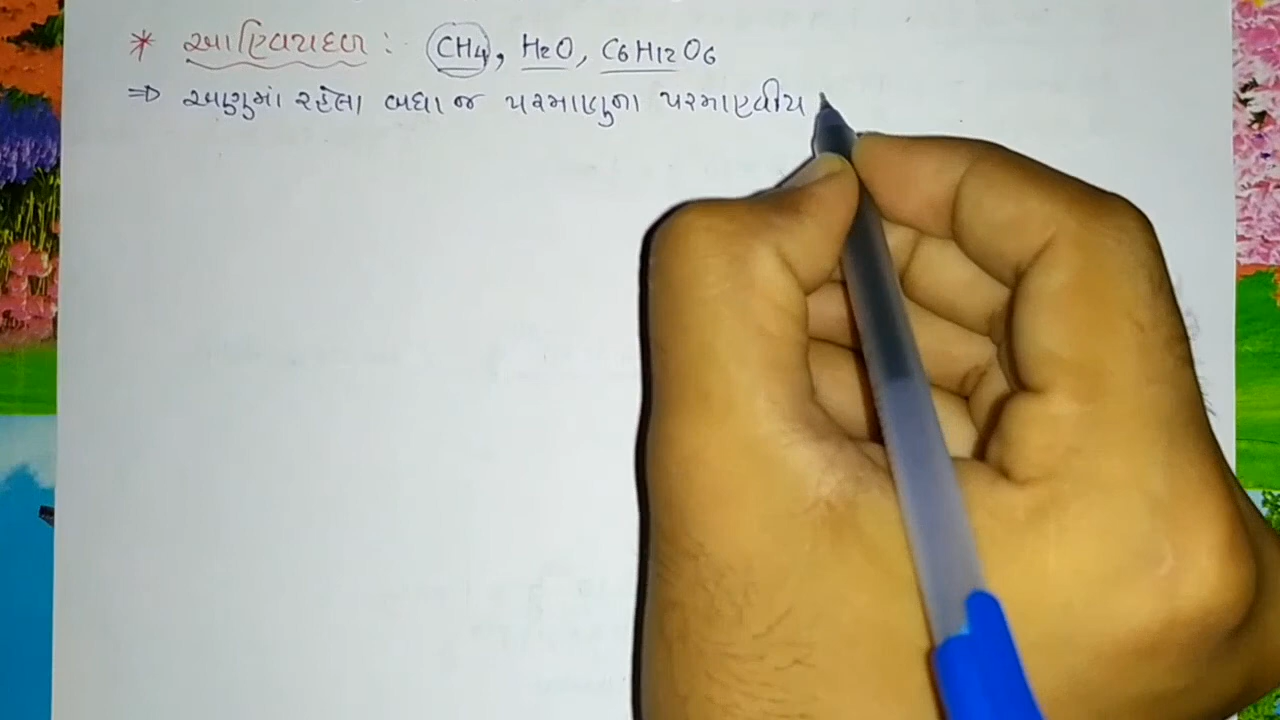 * આણ્વિયદળ : CH4, H2O, C6H12O6
⇒ અણુમાં રહેલા બધા જ પરમાણુના પરમાણ્વીય